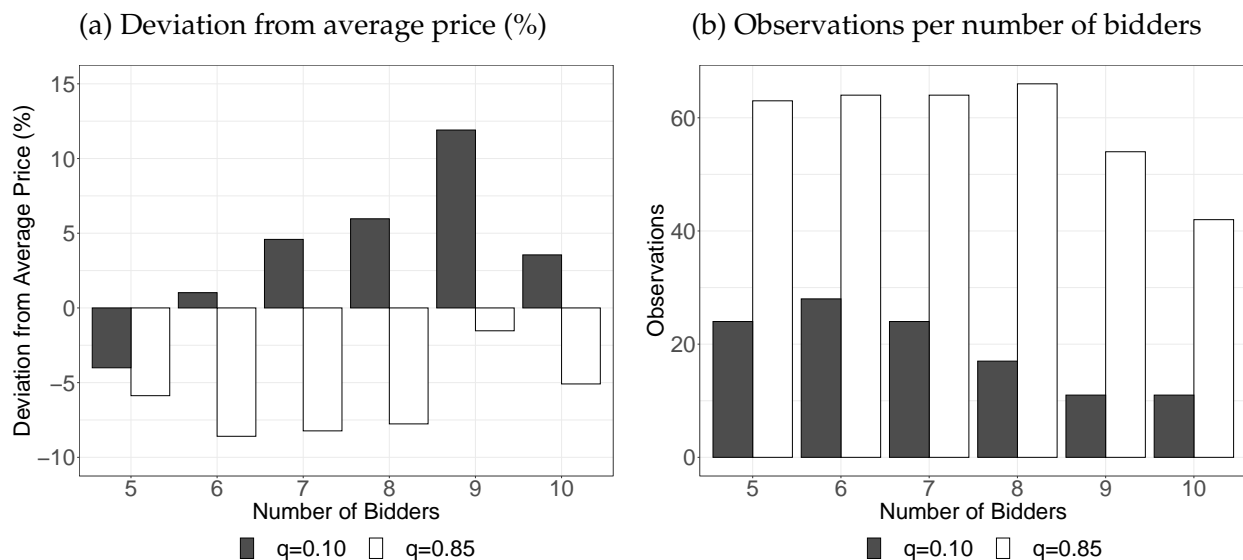 (a) Deviation from average price (%)
Deviation from Average Price (%)
15
10
5
0
−5
−10
5 6 7 8 9 10
Number of Bidders
q=0.10 q=0.85
(b) Observations per number of bidders
Observations
60
40
20
0
5 6 7 8 9 10
Number of Bidders
q=0.10 q=0.85